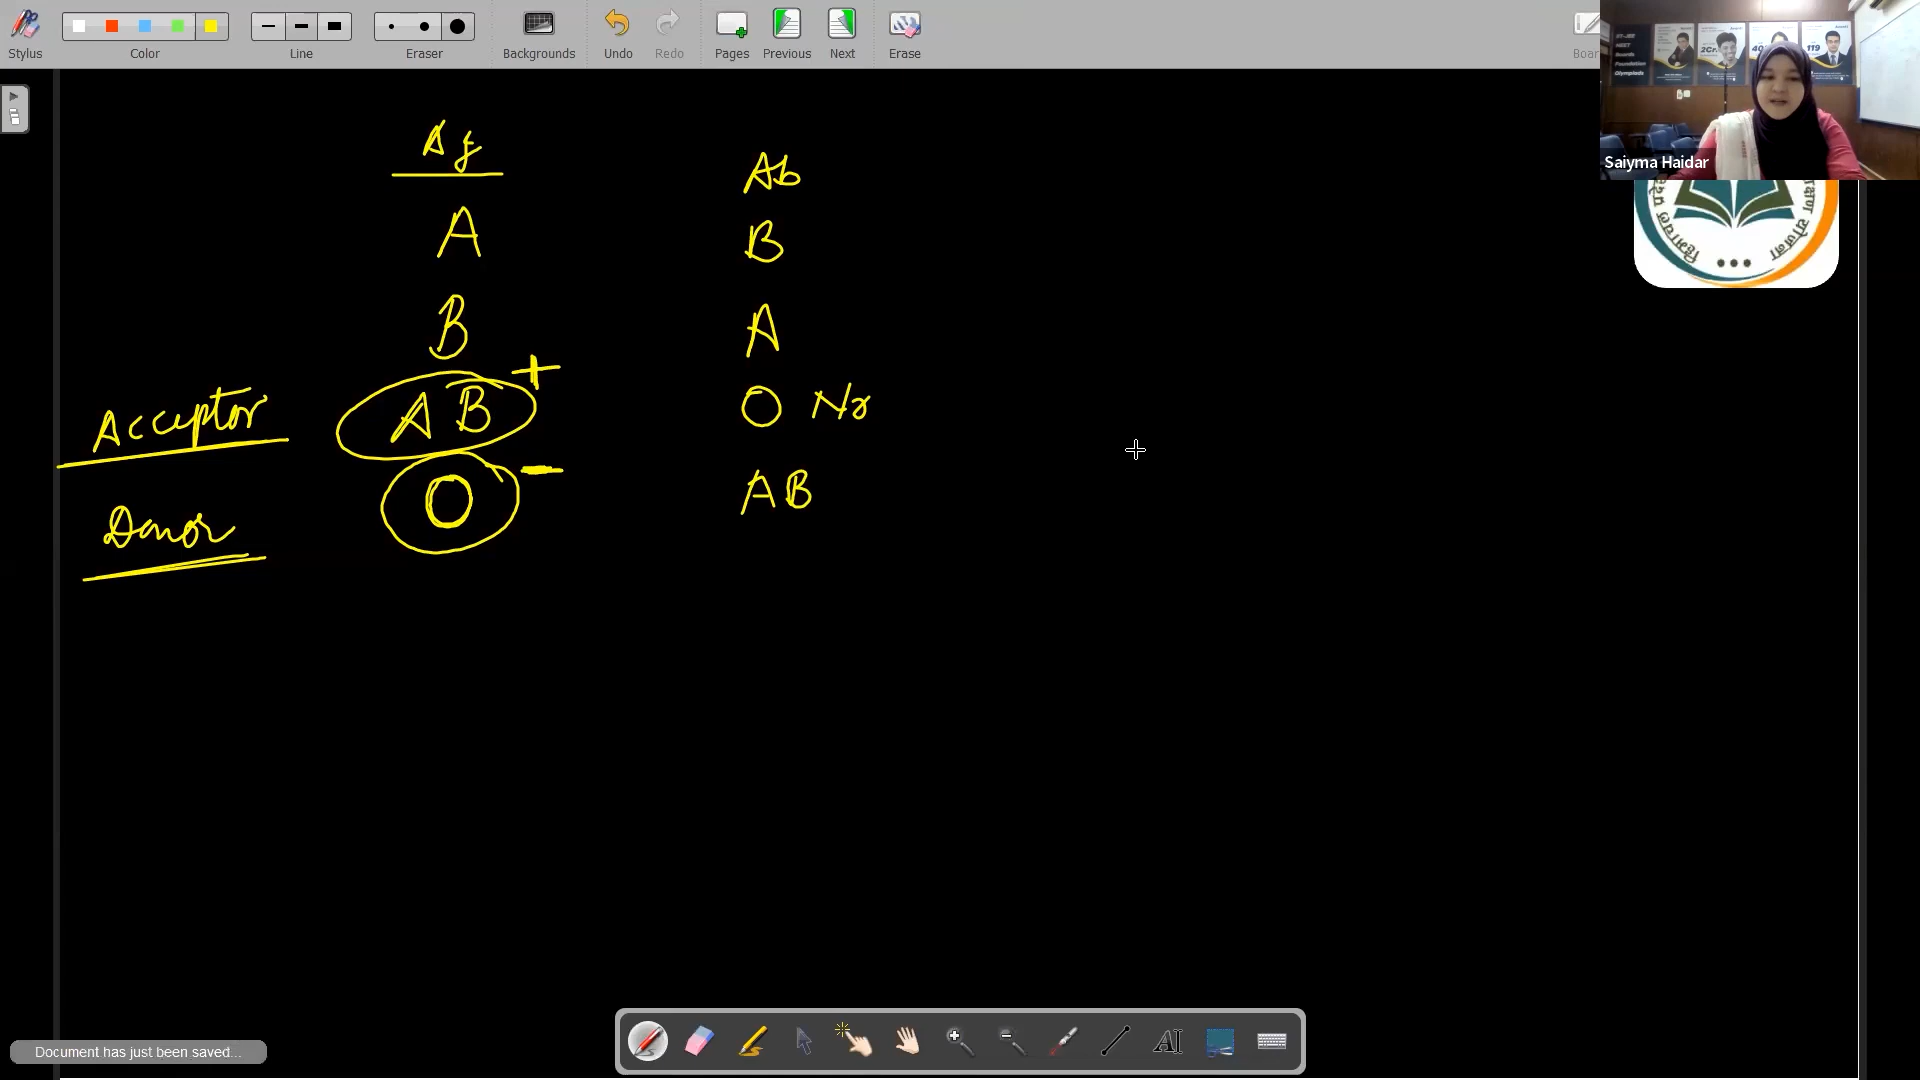 Stylus Color Line Eraser Backgrounds Undo Redo Pages Previous Next Erase
Saiyma Haidar
Ag Ab
A B
B A
Acceptor AB + O No
Donor O - AB
Document has just been saved...